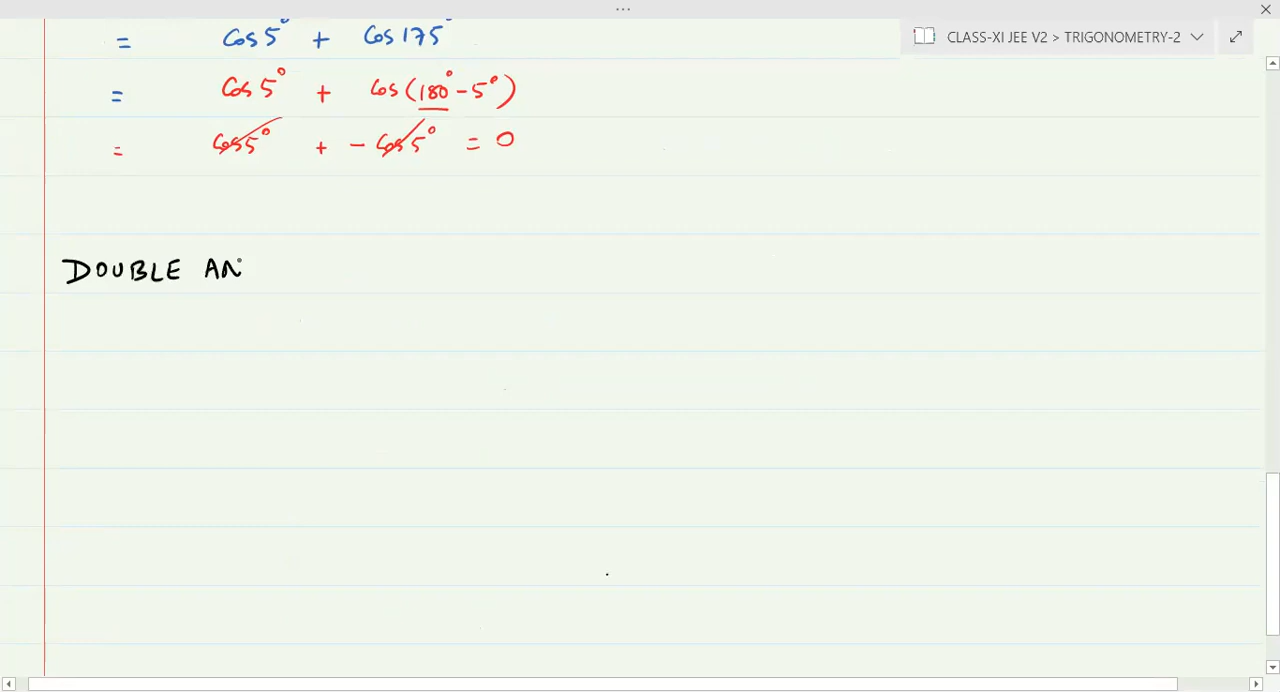 = Cos 5° + Cos 175°
CLASS-XI JEE V2 > TRIGONOMETRY-2
= Cos 5° + Cos (180° - 5°)
= Cos 5° + - Cos 5° = 0
DOUBLE AN